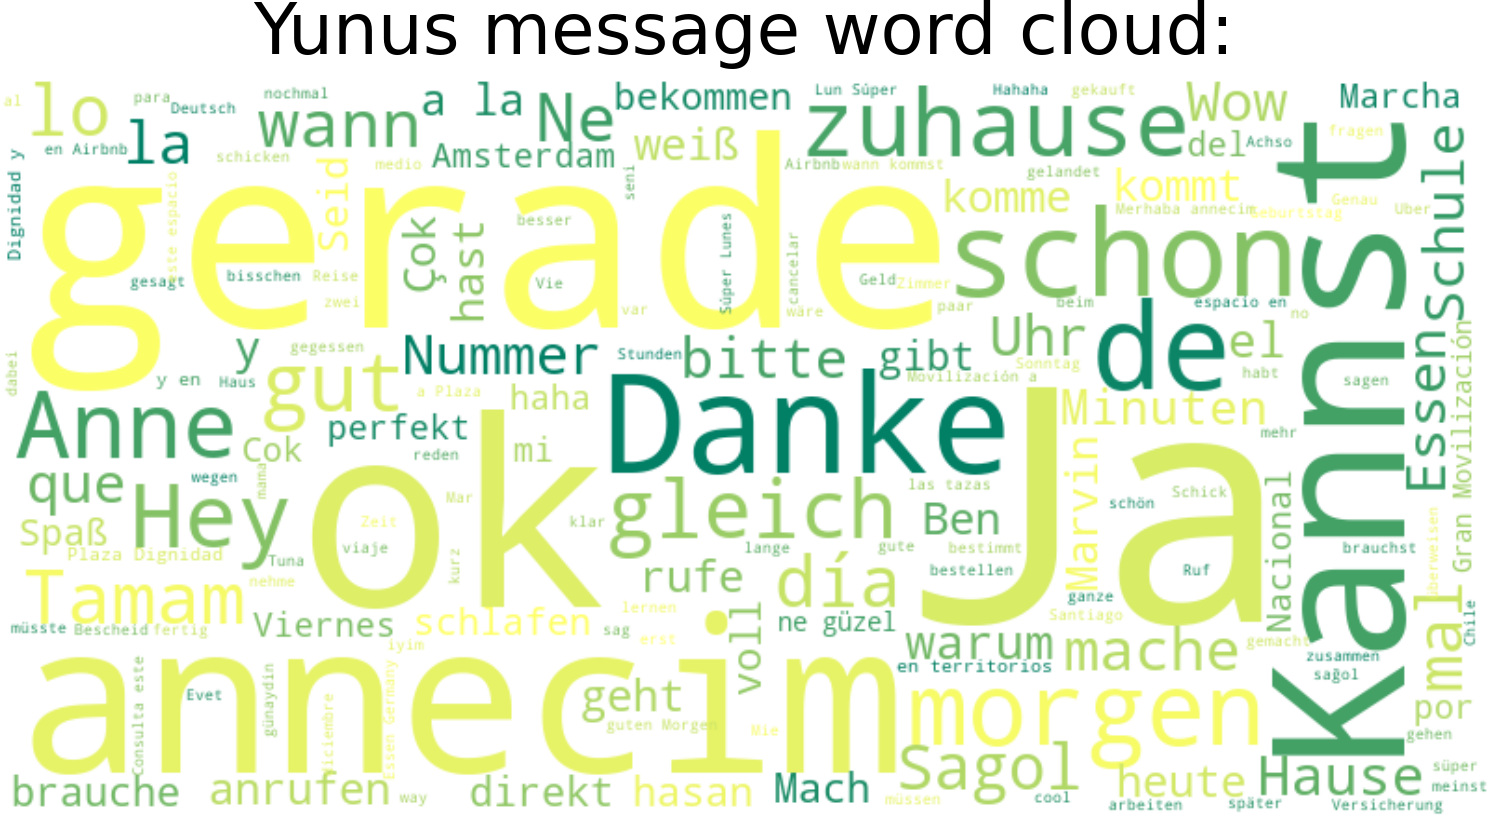 Yunus message word cloud:
al
lo
para
Deutsch
nochmal
a la
Ne
bekommen
Lun Súper
Hahaha
gekauft
Wow
Marcha
en Airbnb
la
wann
schicken
medio
Amsterdam
weiß
zuhause
del
Achso
fragen
Dignidad y
este espacio
Seid
seni
Airbnb
wann kommst
gelandet
komme
kommt
Genau
Uber
Merhaba annecim
Geburtstag
gerade
besser
Çok
hast
Súper Lunes
cancelar
schon
Kannst
Schule
gesagt
bisschen
Reise
zwei
Vie
var
Geld
Zimmer
wäre
paar
beim
espacio en
no
dabei
y
gegessen
Nummer
Stunden
bitte
gibt
Uhr
Sonntag
de
el
habt
sagen
Essen
Gran Movilización
y en
Haus
gut
a Plaza
haha
Movilización a
Anne
Cok
perfekt
reden
mi
Danke
Ja
Minuten
mehr
que
wegen
mama
Hey
ok
Mar
klar
gleich
las tazas
Ben
Marvin
schön
Schick
Nacional
Spaß
Plaza Dignidad
Tuna
Zeit
viaje
kurz
lange
gute
bestimmt
bestellen
Ruf
brauchst
überweisen
Tamam
nehme
rufe
día
ganze
Santiago
müsste
Bescheid
fertig
Viernes
schlafen
lernen
sag
erst
voll
ne güzel
warum
mache
gemacht
mal
Chile
iyim
en territorios
zusammen
sağol
annecim
Consulta este
Evet
günaydin
Diciembre
Essen Germany
geht
guten Morgen
Mie
morgen
por
gehen
Sagol
brauche
anrufen
way
direkt
hasan
Mach
müssen
cool
heute
arbeiten
Hause
später
süper
meinst
Versicherung